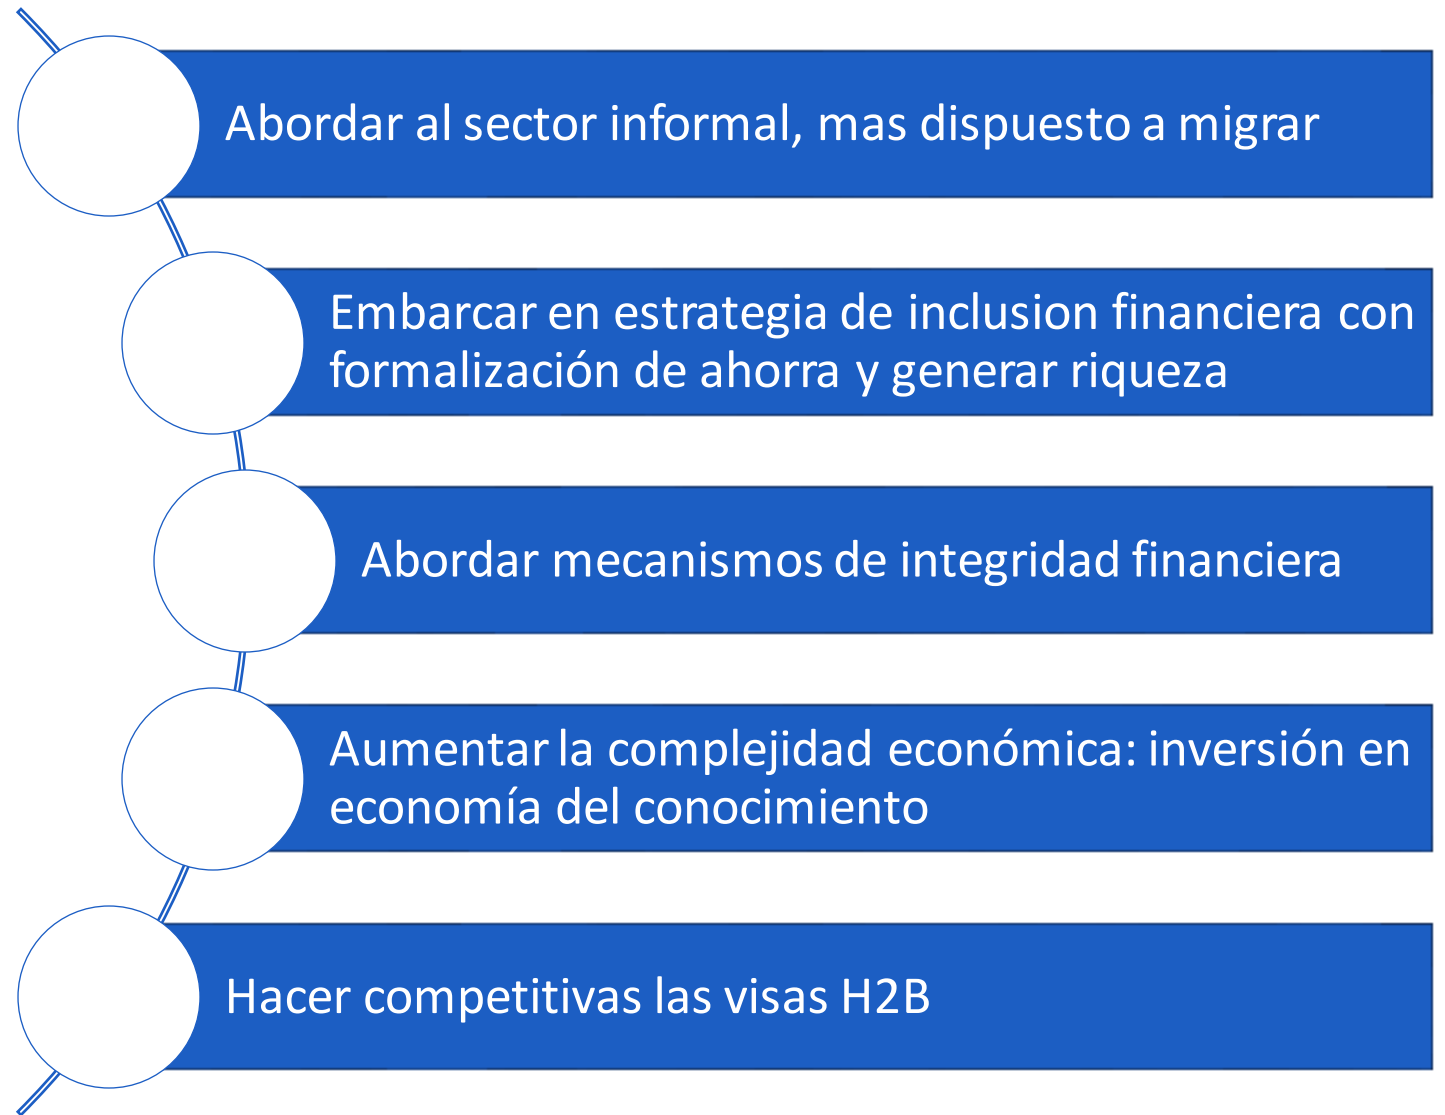 Abordar al sector informal, mas dispuesto a migrar
Embarcar en estrategia de inclusion financiera con
formalización de ahorra y generar riqueza
Abordar mecanismos de integridad financiera
Aumentar la complejidad económica: inversión en
economía del conocimiento
Hacer competitivas las visas H2B